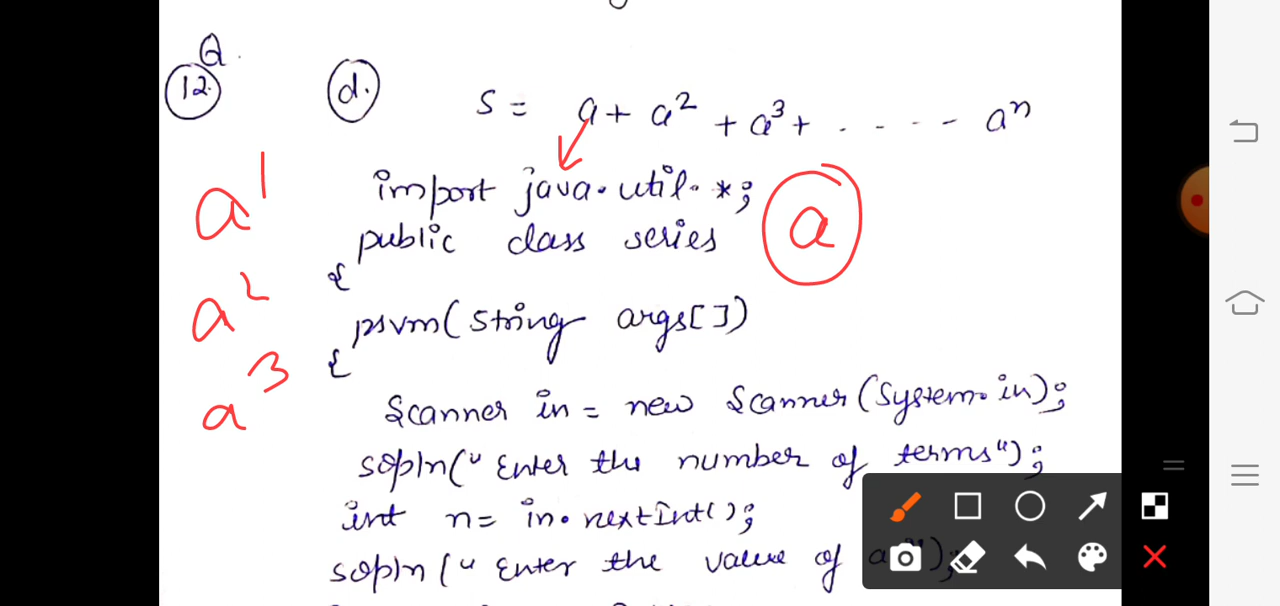 Q.
12. d. S = a + a² + a³ + . - - - - aⁿ
import java.util.*;
a¹
public class series
a
{
a²
psvm(String args[])
{
a³
Scanner in = new Scanner(System.in);
sopln("Enter the number of terms");
int n = in.nextInt();
sopln("Enter the value of a");